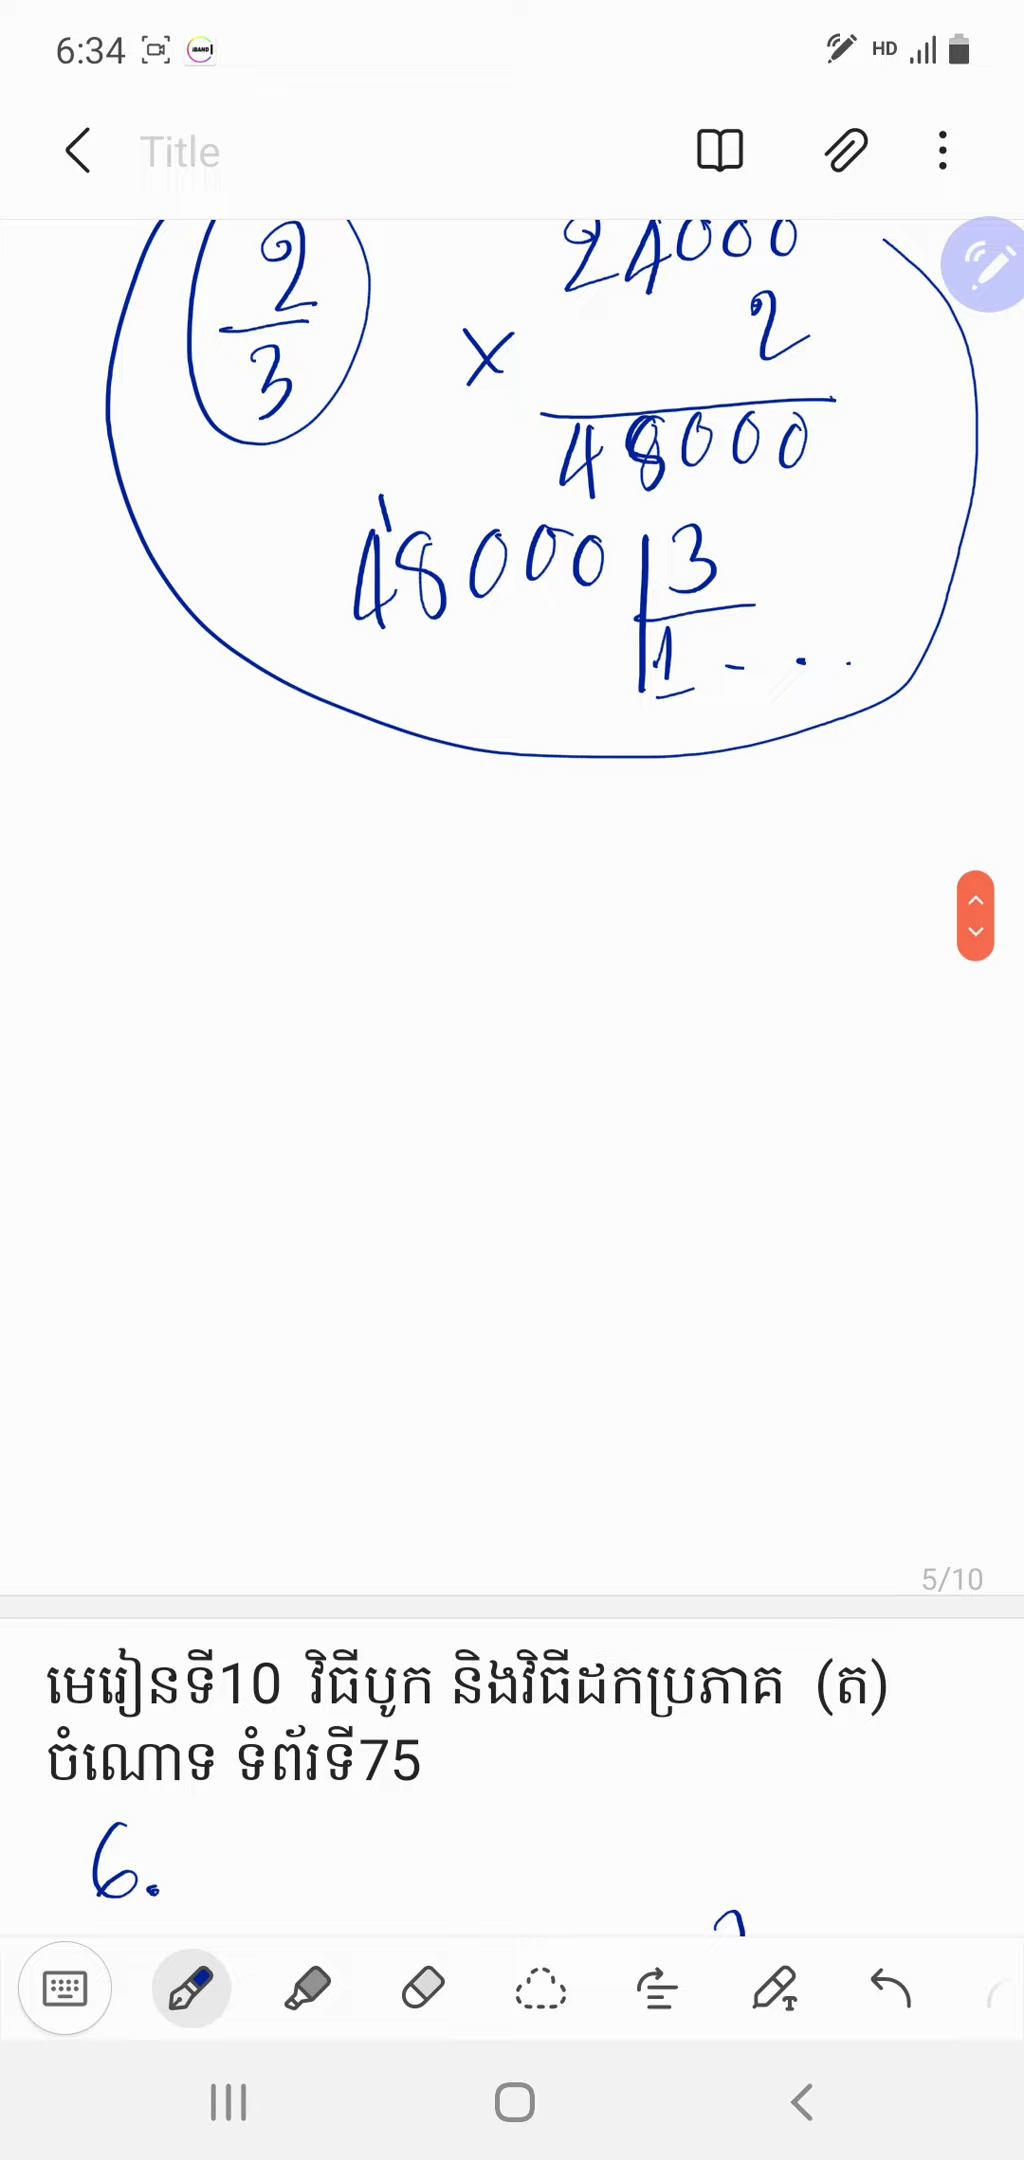 6:34 iBAND HD
Title
2
3
24000
×
2
48000
48000 3
1 - . .
5/10
មេរៀនទី10 វិធីបូក និងវិធីដកប្រភាគ (ត)
ចំណោទ ទំព័រទី75
6.